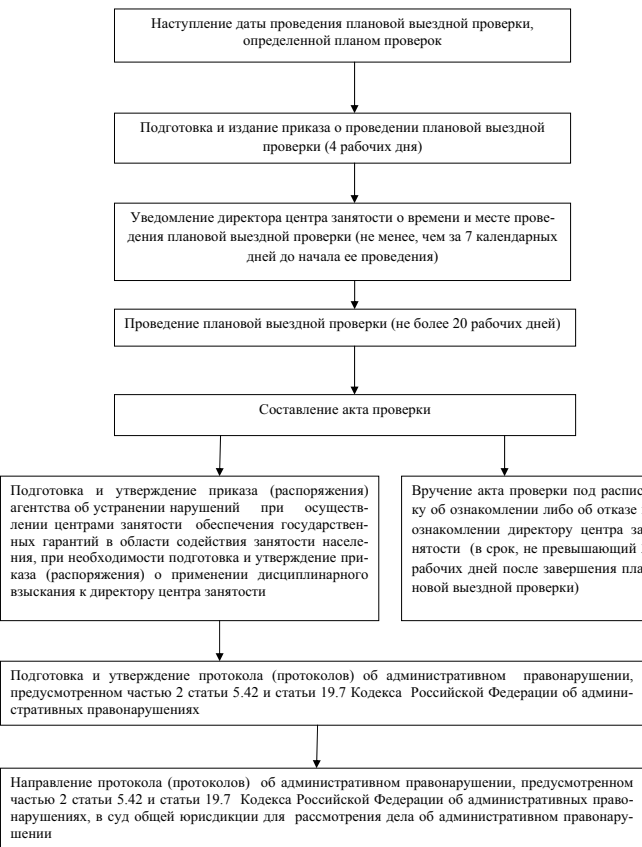 Наступление даты проведения плановой выездной проверки,
определенной планом проверок
Подготовка и издание приказа о проведении плановой выездной
проверки (4 рабочих дня)
Уведомление директора центра занятости о времени и месте прове-
дения плановой выездной проверки (не менее, чем за 7 календарных
дней до начала ее проведения)
Проведение плановой выездной проверки (не более 20 рабочих дней)
Составление акта проверки
Подготовка и утверждение приказа (распоряжения)
агентства об устранении нарушений при осуществ-
лении центрами занятости обеспечения государствен-
ных гарантий в области содействия занятости населе-
ния, при необходимости подготовка и утверждение при-
каза (распоряжения) о применении дисциплинарного
взыскания к директору центра занятости
Вручение акта проверки под распис
ку об ознакомлении либо об отказе
ознакомлении директору центра за
нятости (в срок, не превышающий
рабочих дней после завершения пла
новой выездной проверки)
Подготовка и утверждение протокола (протоколов) об административном правонарушении,
предусмотренном частью 2 статьи 5.42 и статьи 19.7 Кодекса Российской Федерации об админи-
стративных правонарушениях
Направление протокола (протоколов) об административном правонарушении, предусмотренном
частью 2 статьи 5.42 и статьи 19.7 Кодекса Российской Федерации об административных право-
нарушениях, в суд общей юрисдикции для рассмотрения дела об административном правонару-
шении